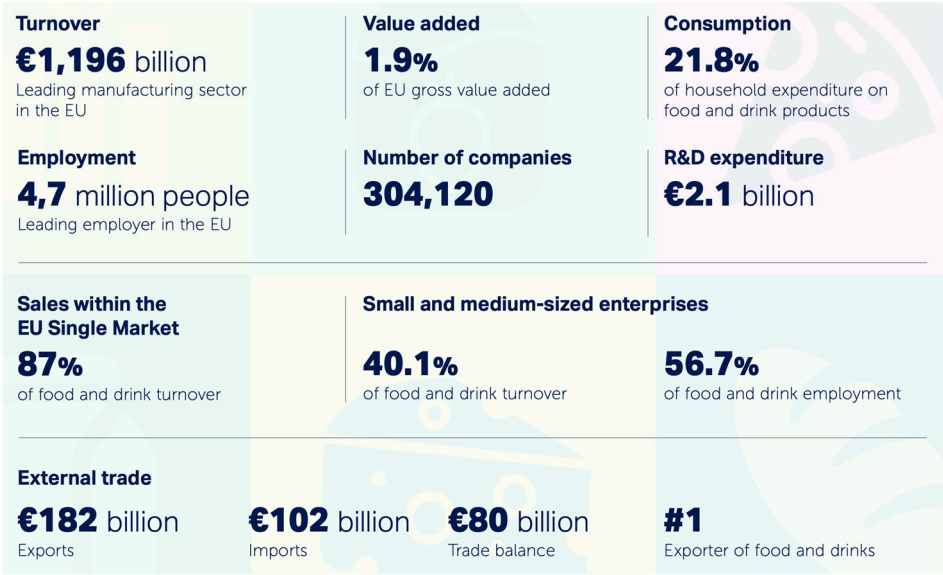 Turnover
€1,196 billion
Leading manufacturing sector
in the EU
Value added
1.9%
of EU gross value added
Consumption
21.8%
of household expenditure on
food and drink products
Employment
4,7 million people
Leading employer in the EU
Number of companies
304,120
R&D expenditure
€2.1 billion
Sales within the
EU Single Market
87%
of food and drink turnover
Small and medium-sized enterprises
40.1%
of food and drink turnover
56.7%
of food and drink employment
External trade
€182 billion
Exports
€102 billion
Imports
€80 billion
Trade balance
#1
Exporter of food and drinks